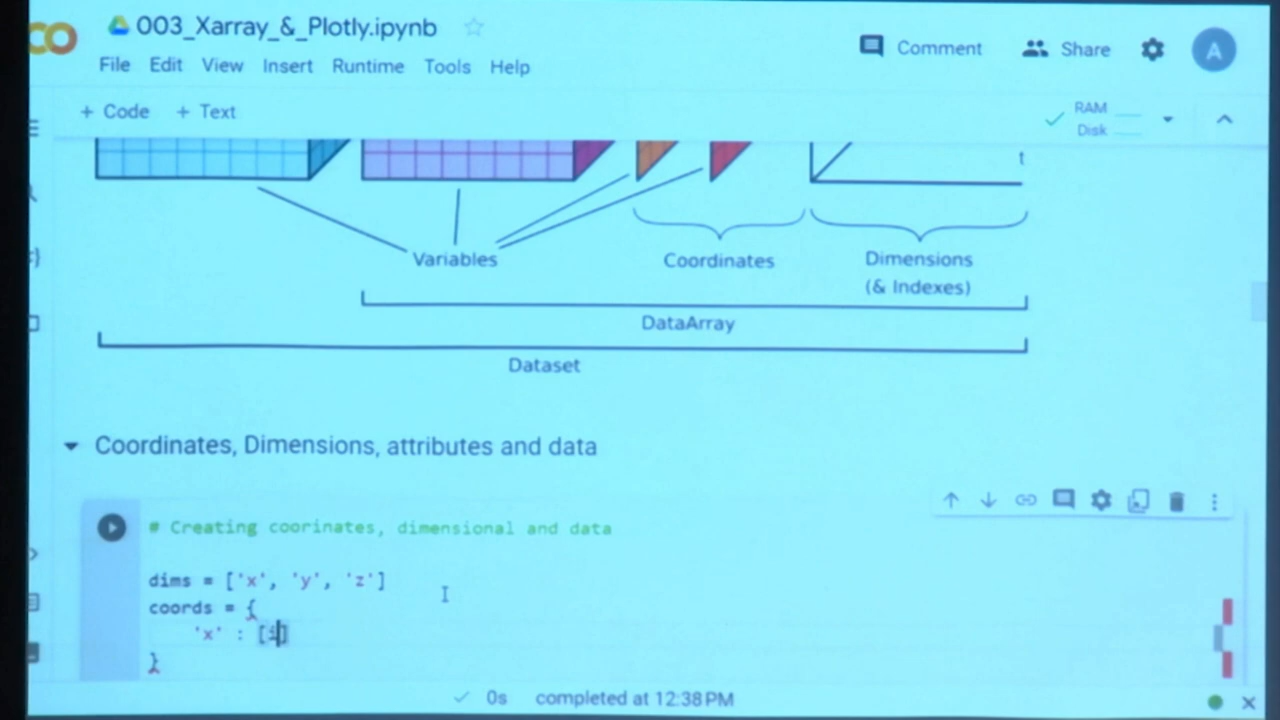 CO
003_Xarray_&_Plotly.ipynb
File Edit View Insert Runtime Tools Help
Comment Share A
+ Code + Text
RAM
Disk
t
Variables
Coordinates
Dimensions
(& Indexes)
DataArray
Dataset
Coordinates, Dimensions, attributes and data
# Creating coorinates, dimensional and data
dims = ['x', 'y', 'z']
coords = {
'x' : [
}
0s completed at 12:38 PM